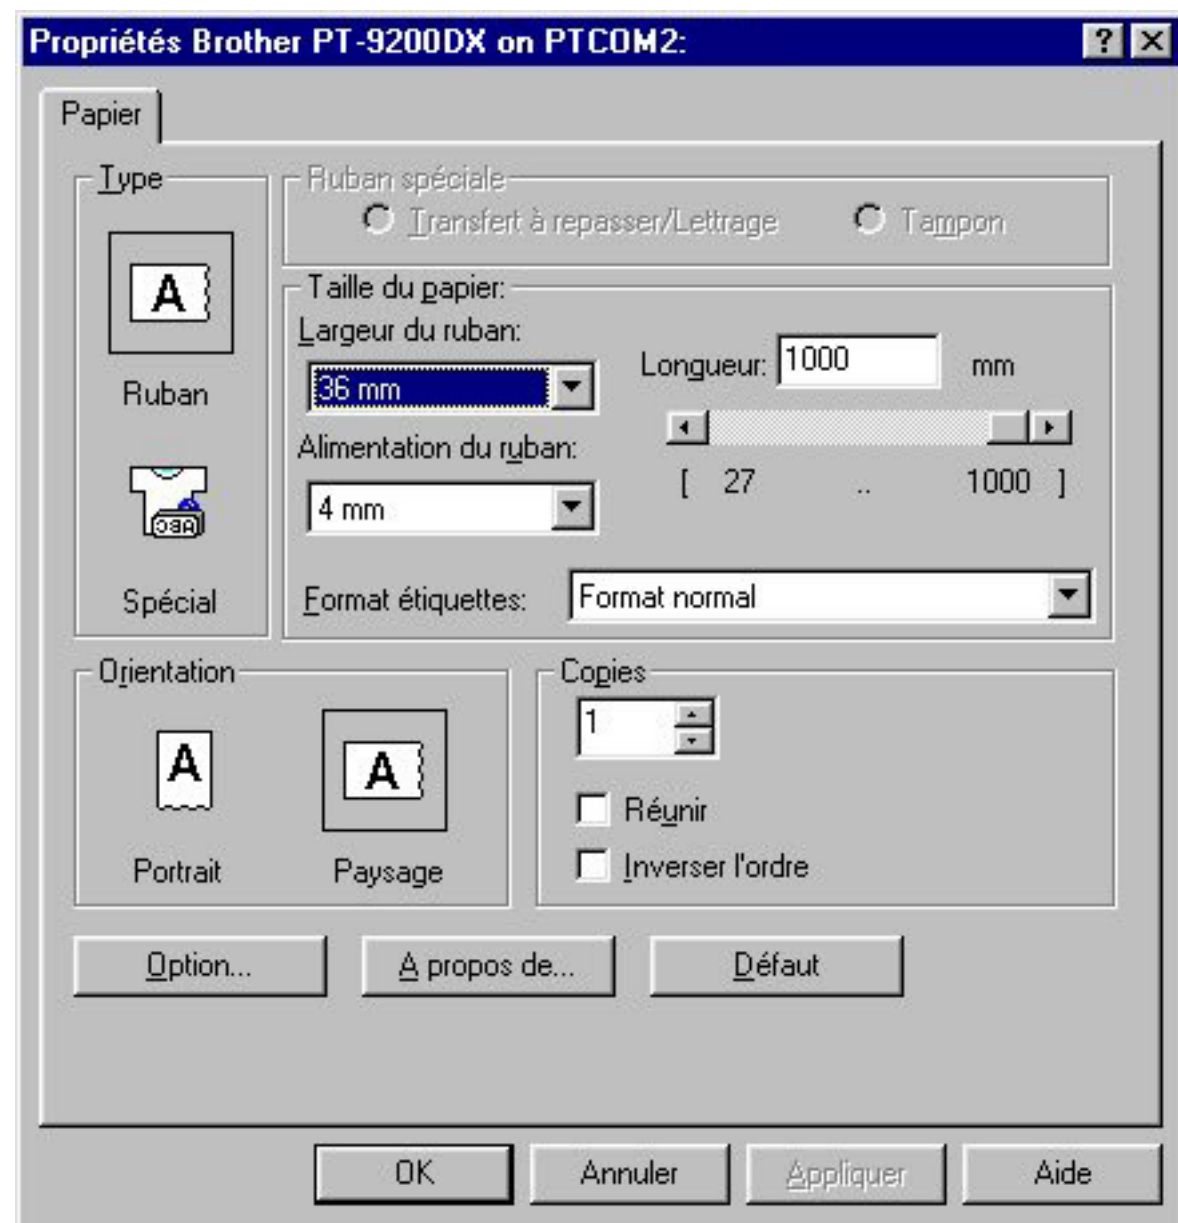 Propriétés Brother PT-9200DX on PTCOM2:
Papier
Type
Ruban spéciale
Transfert à repasser/Lettrage Tampon
A
Ruban
ABC
Spécial
Taille du papier:
Largeur du ruban:
36 mm
Longueur: 1000 mm
[ 27 .. 1000 ]
Alimentation du ruban:
4 mm
Format étiquettes: Format normal
Orientation
A
Portrait
A
Paysage
Copies
1
Réunir
Inverser l'ordre
Option... A propos de... Défaut
OK Annuler Appliquer Aide